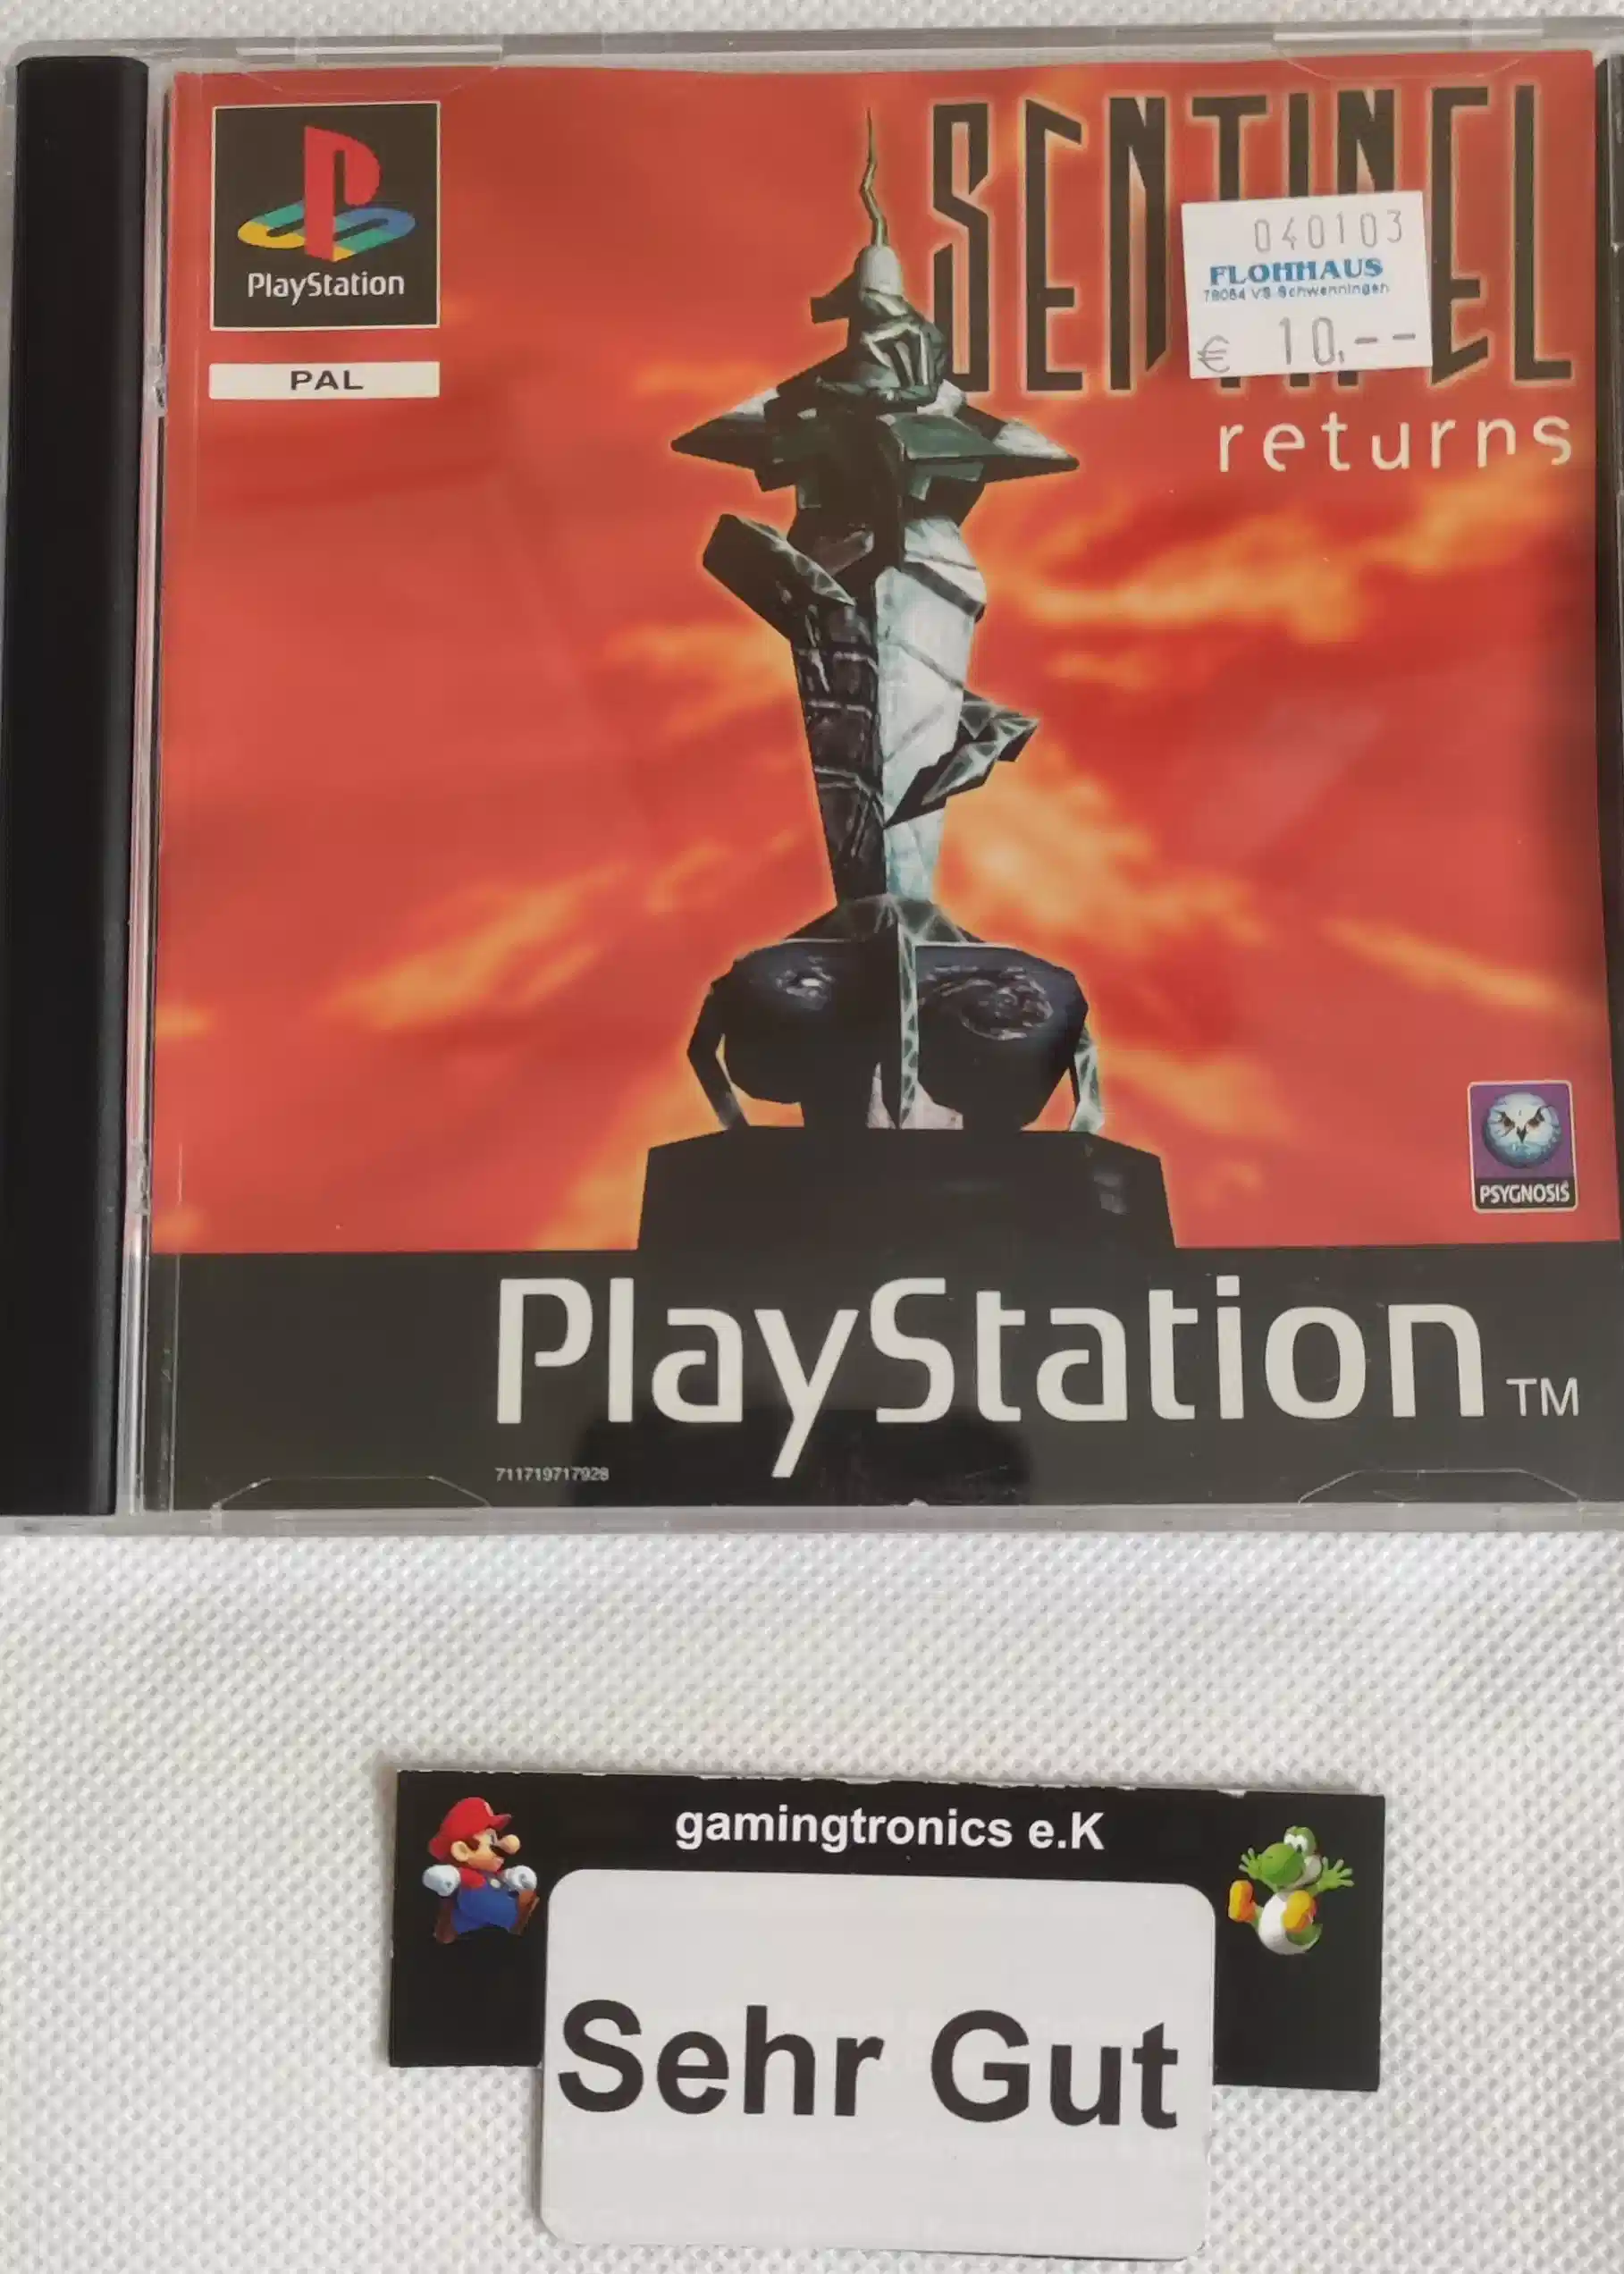 SENTINEL
returns
PlayStation
PAL
040103
FLOHHAUS
78054 VS-Schwenningen
€ 10,--
PSYGNOSIS
PlayStation TM
711719717928
gamingtronics e.K
Sehr Gut